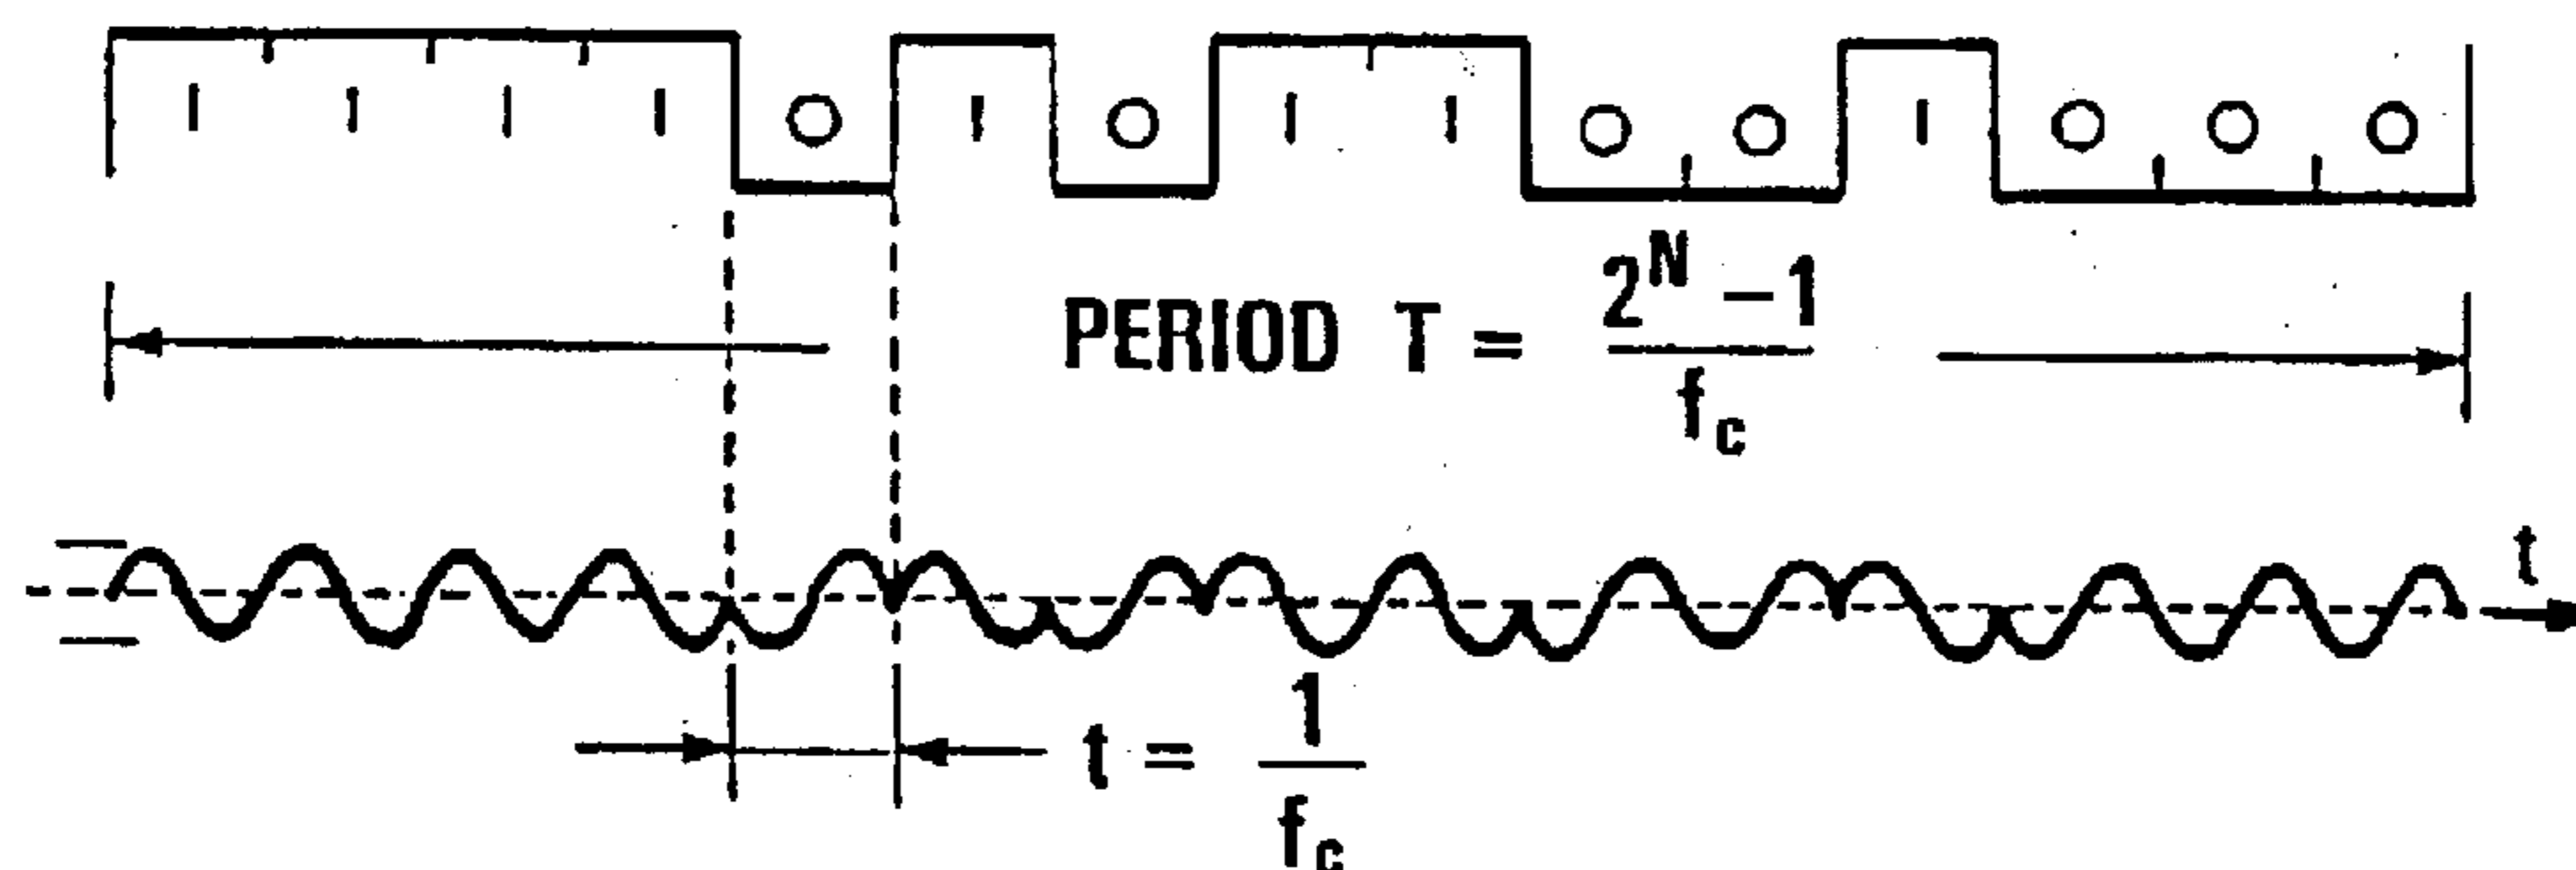 1 1 1 1 0 1 0 1 1 0 0 1 0 0 0
PERIOD T = (2^N – 1) / f_c
t
t = 1 / f_c